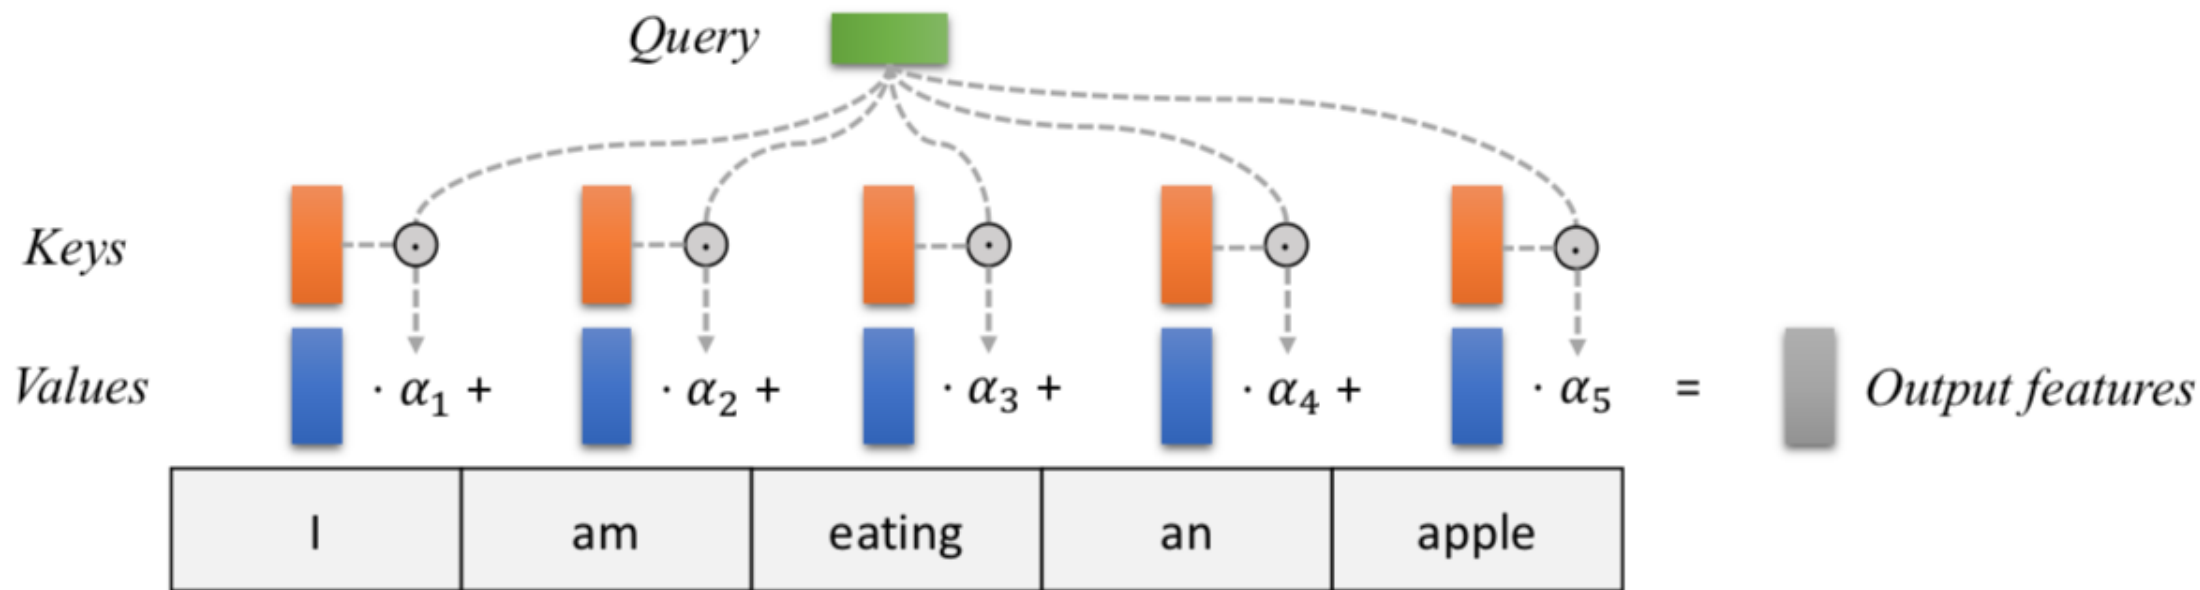 Query
Keys
Values · α₁ + · α₂ + · α₃ + · α₄ + · α₅ = Output features
I am eating an apple